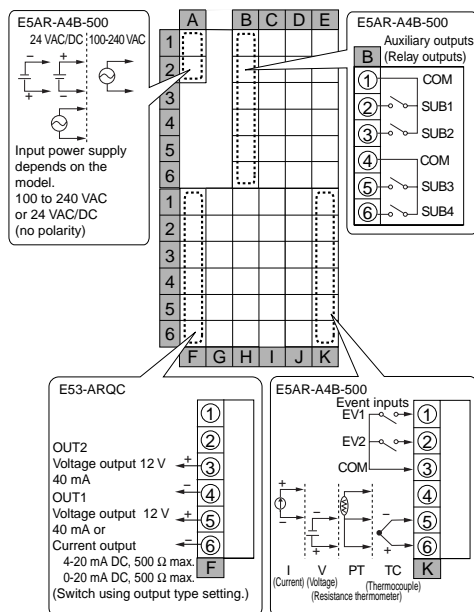 E5AR-A4B-500
24 VAC/DC 100-240 VAC
+ − −
− + +
Input power supply
depends on the
model.
100 to 240 VAC
or 24 VAC/DC
(no polarity)
A B C D E
1
2
3
4
5
6
1
2
3
4
5
6
F G H I J K
E5AR-A4B-500
Auxiliary outputs
(Relay outputs)
B
1 COM
2 SUB1
3 SUB2
4 COM
5 SUB3
6 SUB4
E53-ARQC
1
2
OUT2
Voltage output 12 V + 3
40 mA − 4
OUT1
Voltage output 12 V + 5
40 mA or − 6
Current output
4-20 mA DC, 500 Ω max.
0-20 mA DC, 500 Ω max.
(Switch using output type setting.)
F
E5AR-A4B-500
Event inputs
EV1 1
EV2 2
COM 3
4
5
6
+ − + − − +
I V PT TC
(Current) (Voltage) (Thermocouple)
(Resistance thermometer)
K